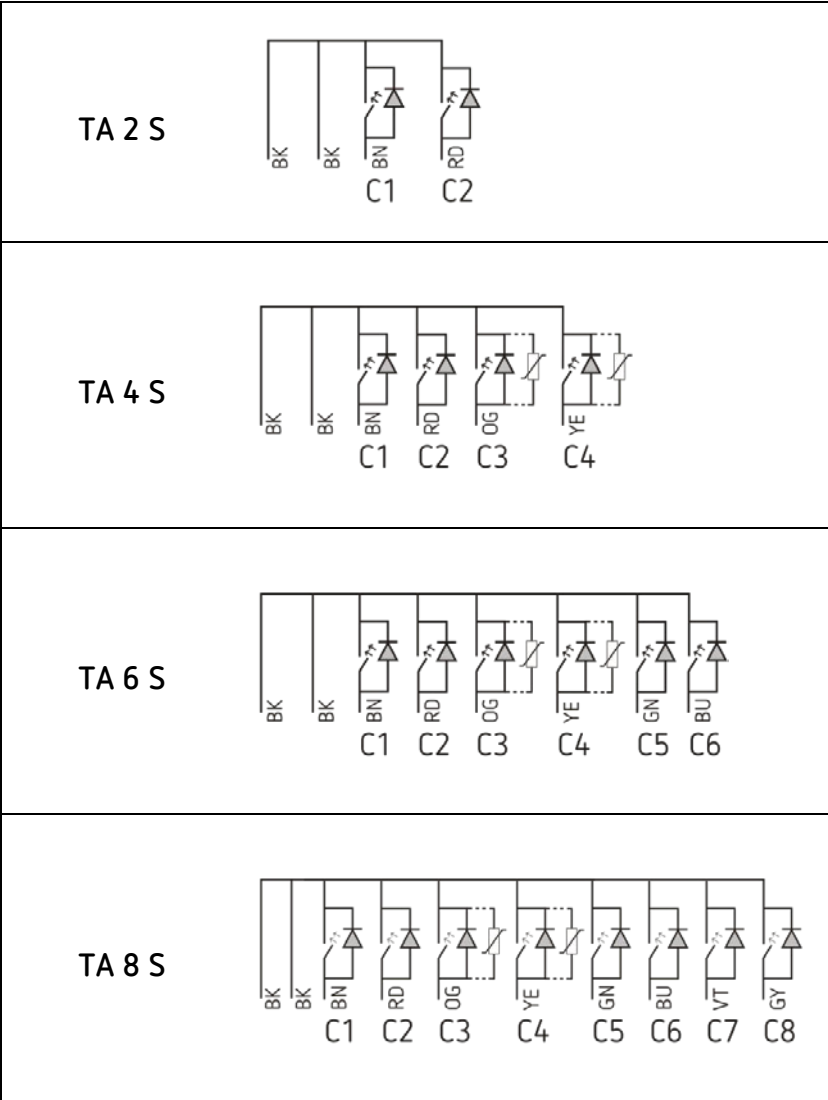 TA 2 S
BK BK BN RD
C1 C2
TA 4 S
BK BK BN RD OG YE
C1 C2 C3 C4
TA 6 S
BK BK BN RD OG YE GN BU
C1 C2 C3 C4 C5 C6
TA 8 S
BK BK BN RD OG YE GN BU VT GY
C1 C2 C3 C4 C5 C6 C7 C8